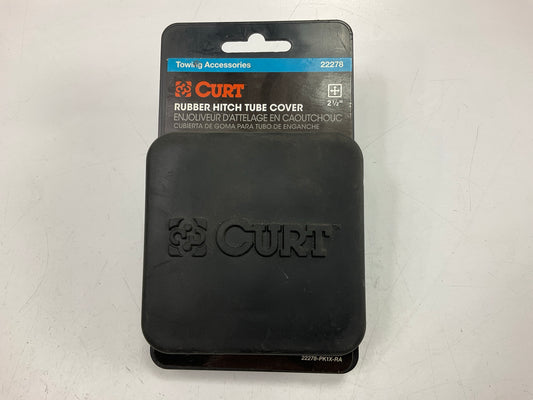 Towing Accessories 22278
CURT
RUBBER HITCH TUBE COVER
2 ½"
ENJOLIVEUR D'ATTELAGE EN CAOUTCHOUC
CUBIERTA DE GOMA PARA TUBO DE ENGANCHE
CURT™
22278-PK1X-RA